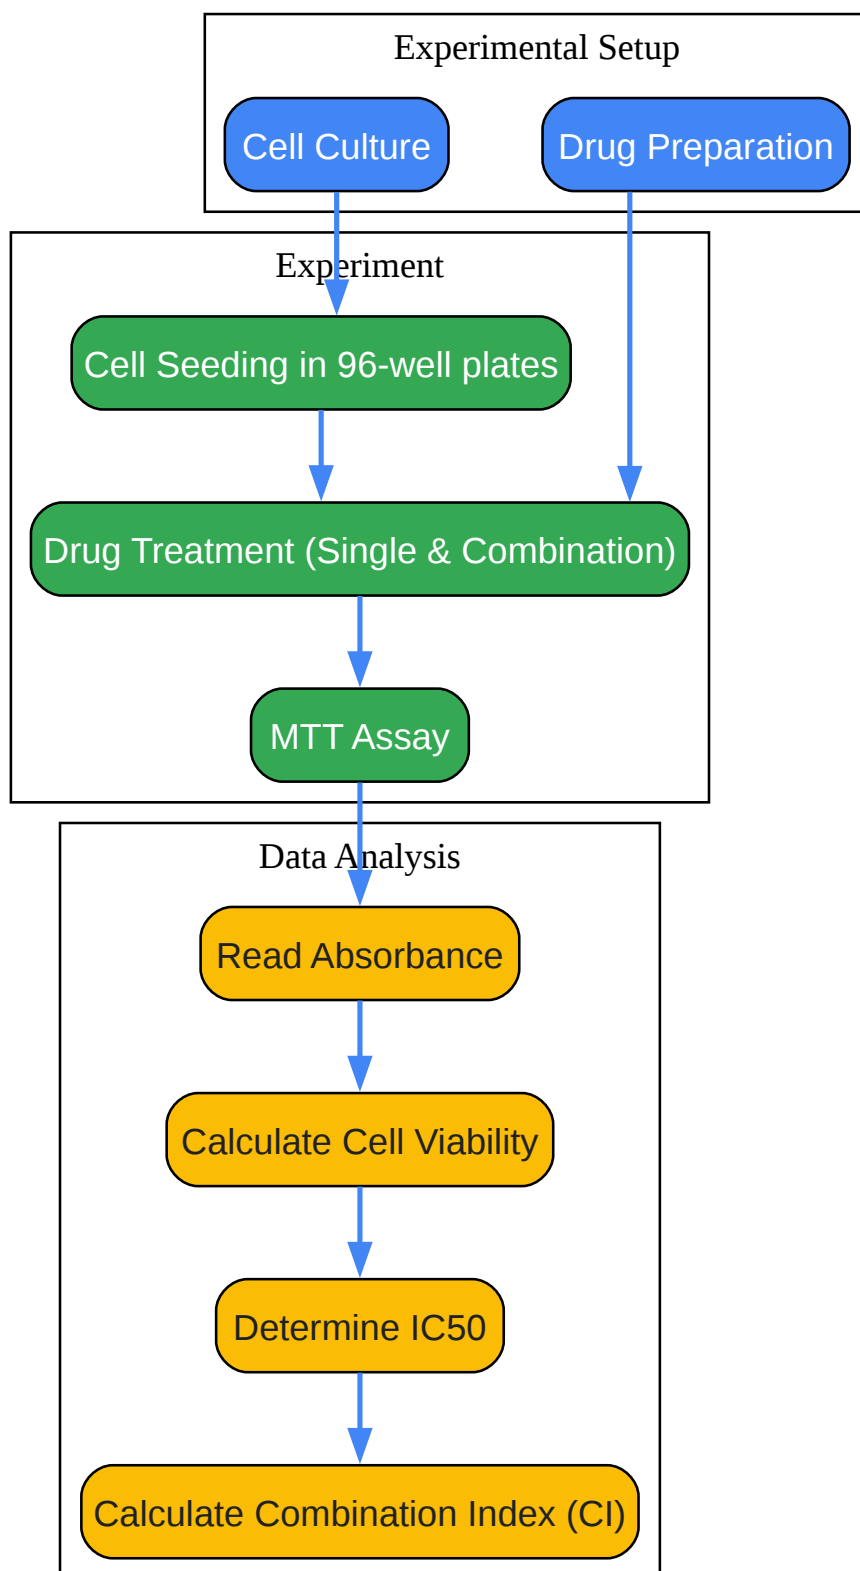 Experimental Setup
Cell Culture
Drug Preparation
Experiment
Cell Seeding in 96-well plates
Drug Treatment (Single & Combination)
MTT Assay
Data Analysis
Read Absorbance
Calculate Cell Viability
Determine IC50
Calculate Combination Index (CI)